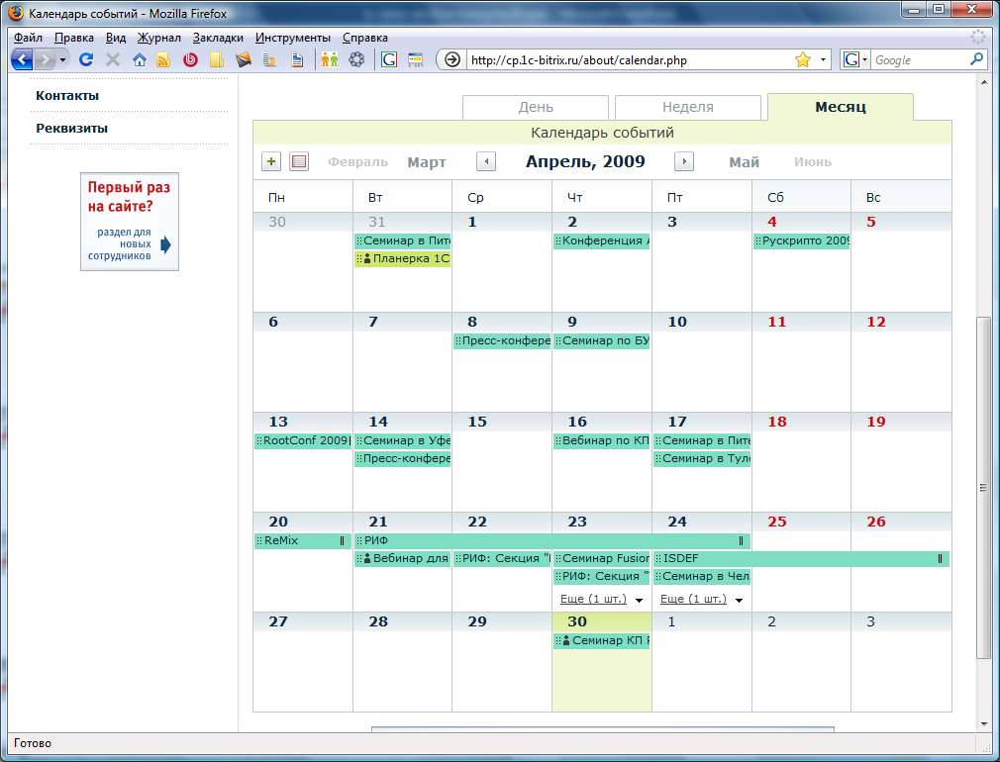 Календарь событий - Mozilla Firefox
Файл Правка Вид Журнал Закладки Инструменты Справка
http://cp.1c-bitrix.ru/about/calendar.php
G Google
Контакты
Реквизиты
Первый раз
на сайте?
раздел для
новых
сотрудников
День Неделя Месяц
Календарь событий
Февраль Март Апрель, 2009 Май Июнь
Пн Вт Ср Чт Пт Сб Вс
30 31 1 2 3 4 5
Семинар в Пит Конференция Рускрипто 2009
Планерка 1С
6 7 8 9 10 11 12
Пресс-конфере Семинар по БУ
13 14 15 16 17 18 19
RootConf 2009 Семинар в Уфе Вебинар по КП Семинар в Пите
Пресс-конфере Семинар в Тул
20 21 22 23 24 25 26
ReMix РИФ
Вебинар для РИФ: Секция " Семинар Fusion ISDEF
РИФ: Секция " Семинар в Чел
Еще (1 шт.) Еще (1 шт.)
27 28 29 30 1 2 3
Семинар КП
Готово